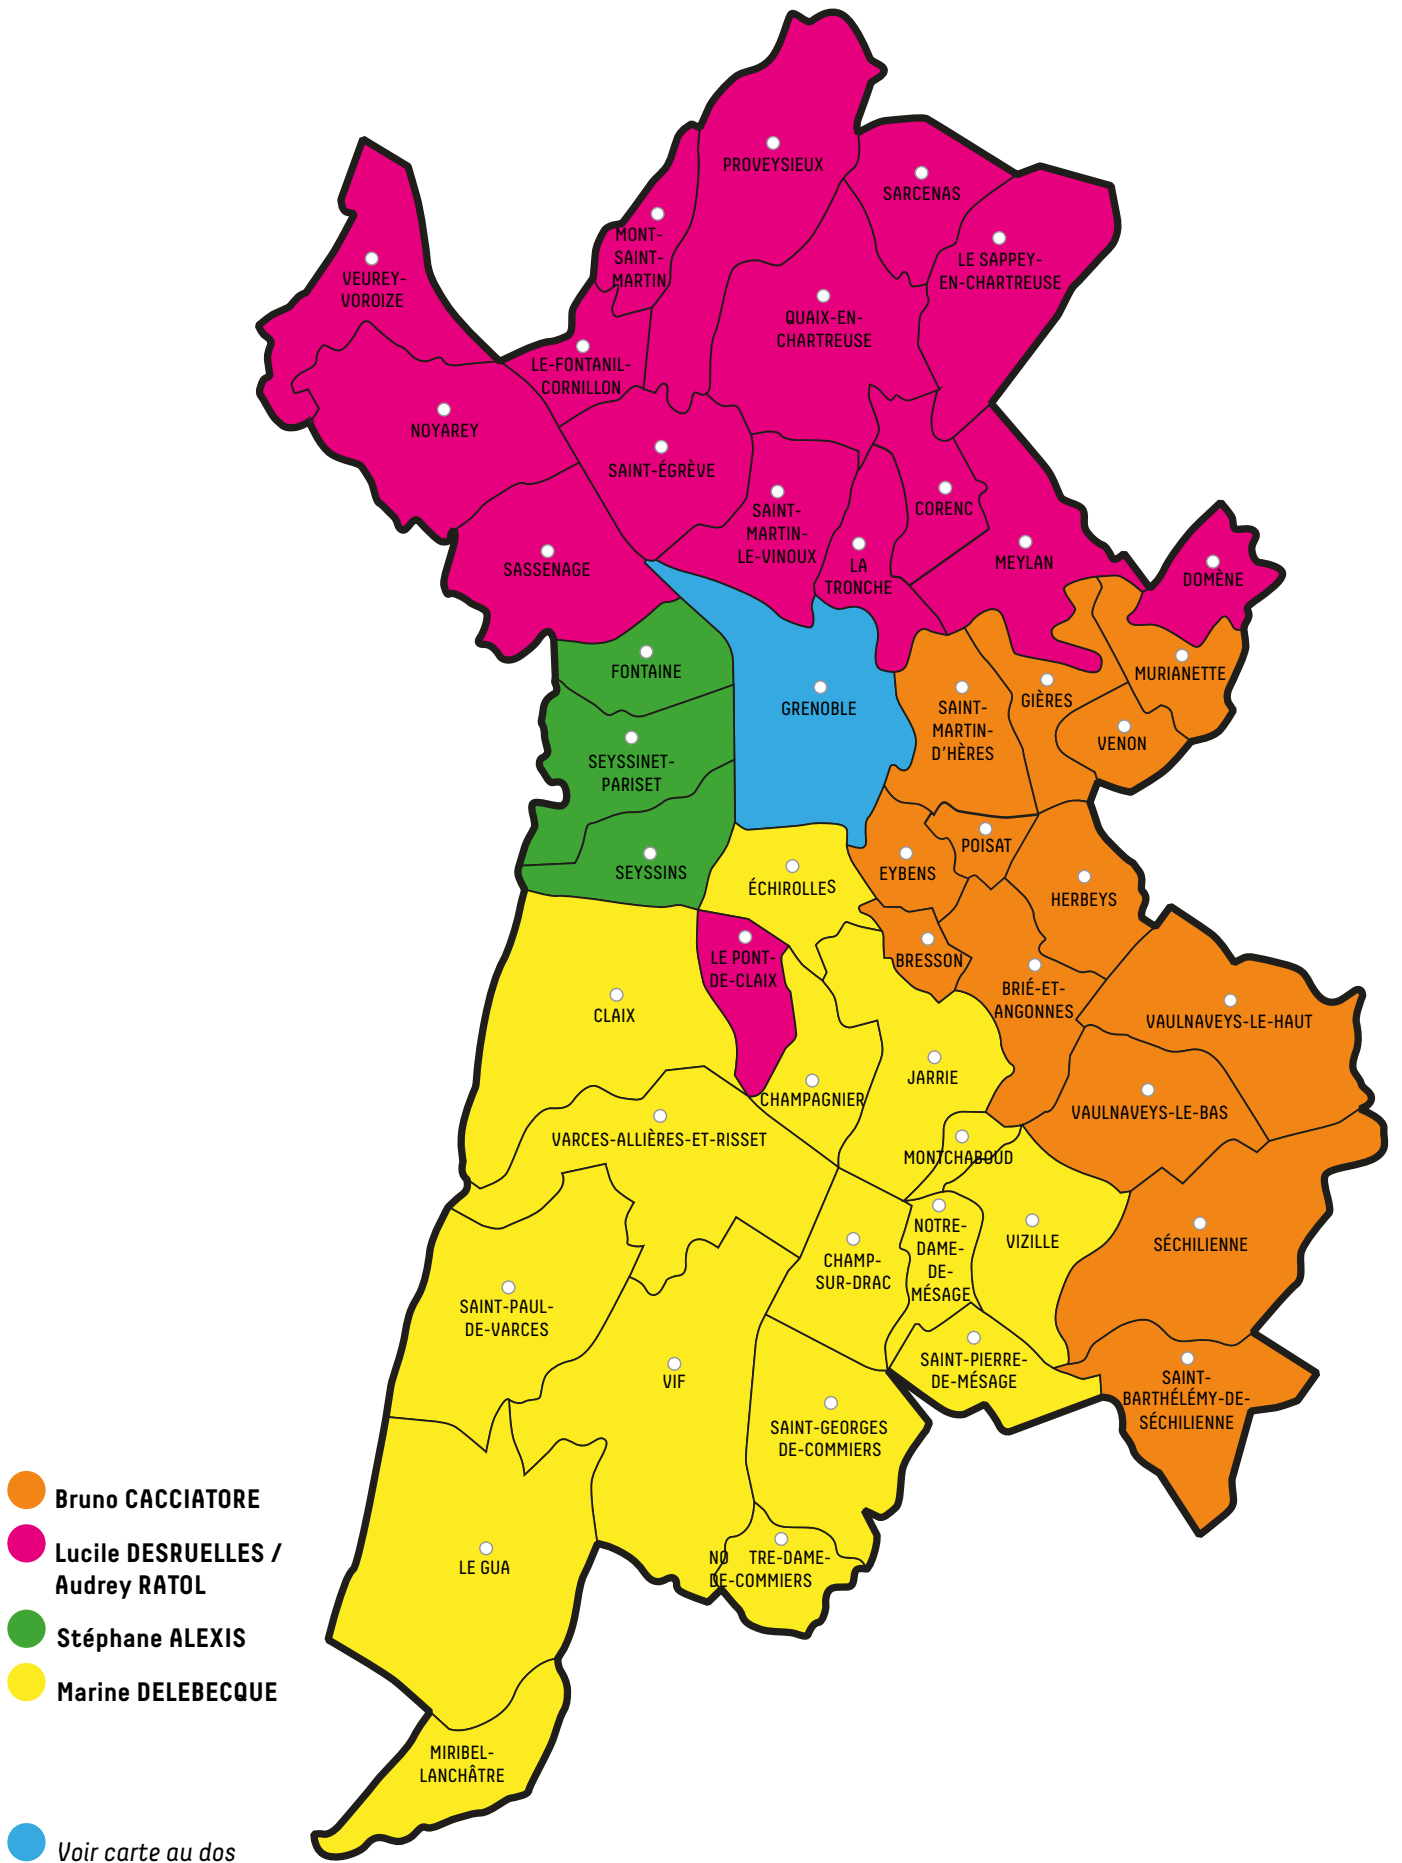 PROVEYSIEUX
SARCENAS
MONT-
SAINT-
MARTIN
LE SAPPEY-
EN-CHARTREUSE
VEUREY-
VOROIZE
QUAIX-EN-
CHARTREUSE
LE-FONTANIL-
CORNILLON
NOYAREY
SAINT-ÉGRÈVE
SAINT-
MARTIN-
LE-VINOUX
CORENC
SASSENAGE
LA
TRONCHE
MEYLAN
DOMÈNE
FONTAINE
MURIANETTE
GRENOBLE
SAINT-
MARTIN-
D'HÈRES
GIÈRES
VENON
SEYSSINET-
PARISET
SEYSSINS
ÉCHIROLLES
EYBENS
POISAT
HERBEYS
LE PONT-
DE-CLAIX
BRESSON
BRIÉ-ET-
ANGONNES
CLAIX
VAULNAVEYS-LE-HAUT
JARRIE
CHAMPAGNIER
VAULNAVEYS-LE-BAS
VARCES-ALLIÈRES-ET-RISSET
MONTCHABOUD
NOTRE-
DAME-
DE-
MÉSAGE
VIZILLE
SÉCHILIENNE
CHAMP-
SUR-DRAC
SAINT-PAUL-
DE-VARCES
SAINT-PIERRE-
DE-MÉSAGE
VIF
SAINT-
BARTHÉLÉMY-DE-
SÉCHILIENNE
SAINT-GEORGES
DE-COMMIERS
NO TRE-DAME-
DE-COMMIERS
LE GUA
MIRIBEL-
LANCHÂTRE
Bruno CACCIATORE
Lucile DESRUELLES /
Audrey RATOL
Stéphane ALEXIS
Marine DELEBECQUE
Voir carte au dos